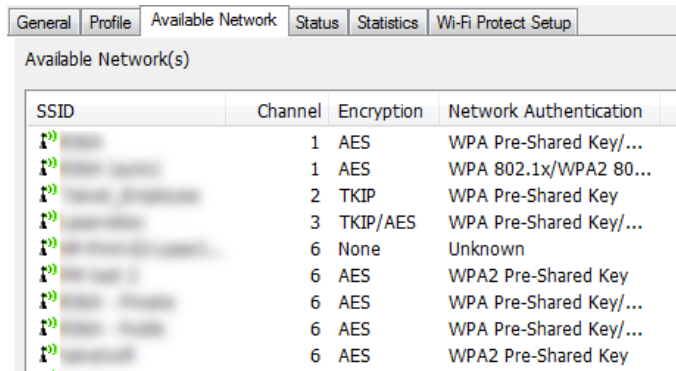 General Profile Available Network Status Statistics Wi-Fi Protect Setup
Available Network(s)
SSID Channel Encryption Network Authentication
1 AES WPA Pre-Shared Key/...
1 AES WPA 802.1x/WPA2 80...
2 TKIP WPA Pre-Shared Key
3 TKIP/AES WPA Pre-Shared Key/...
6 None Unknown
6 AES WPA2 Pre-Shared Key
6 AES WPA Pre-Shared Key/...
6 AES WPA Pre-Shared Key/...
6 AES WPA2 Pre-Shared Key